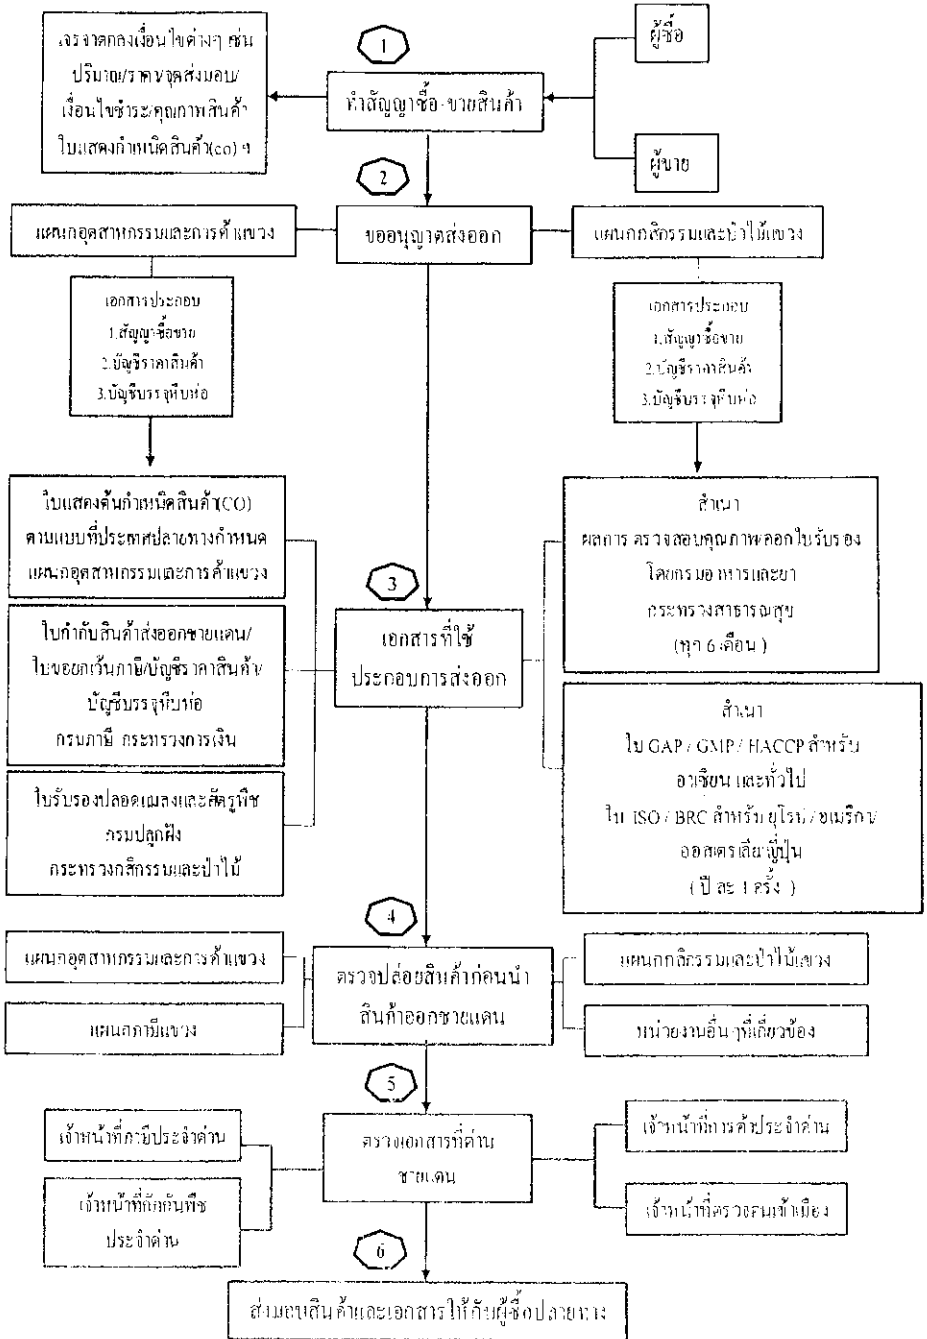 เจรจาตกลงเงื่อนไขต่างๆ เช่น
ปริมาณ/ราคา/จุดส่งมอบ/
เงื่อนไขชำระ/คุณภาพสินค้า
ใบแสดงกำเหนิดสินค้า(co) ฯ
1
ทำสัญญาซื้อ-ขายสินค้า
ผู้ซื้อ
ผู้ขาย
2
แผนกอุตสาหกรรมและการค้าแขวง
ขออนุญาตส่งออก
แผนกกสิกรรมและป่าไม้แขวง
เอกสารประกอบ
1.สัญญาซื้อขาย
2.บัญชีราคาสินค้า
3.บัญชีบรรจุหีบห่อ
เอกสารประกอบ
1.สัญญาซื้อขาย
2.บัญชีราคาสินค้า
3.บัญชีบรรจุหีบห่อ
ใบแสดงต้นกำเหนิดสินค้า(CO)
ตามแบบที่ประเทศปลายทางกำหนด
แผนกอุตสาหกรรมและการค้าแขวง
ใบกำกับสินค้าส่งออกชายแดน/
ใบขอยกเว้นภาษี/บัญชีราคาสินค้า/
บัญชีบรรจุหีบห่อ
กรมภาษี กระทรวงการเงิน
ใบรับรองปลอดแมลงและศัตรูพืช
กรมปลูกฝัง
กระทรวงกสิกรรมและป่าไม้
3
เอกสารที่ใช้
ประกอบการส่งออก
สำเนา
ผลการ ตรวจสอบคุณภาพ/ออกใบรับรอง
โดยกรมอาหารและยา
กระทรวงสาธารณสุข
(ทุก 6 เดือน )
สำเนา
ใบ GAP / GMP / HACCP สำหรับ
อาเซียน และทั่วไป
ใบ ISO / BRC สำหรับ ยุโรป / อเมริกา/
ออสเตรเลีย/ญี่ปุ่น
( ปี ละ 1 ครั้ง )
4
แผนกอุตสาหกรรมและการค้าแขวง
แผนกภาษีแขวง
ตรวจปล่อยสินค้าก่อนนำ
สินค้าออกชายแดน
แผนกกสิกรรมและป่าไม้แขวง
หน่วยงานอื่นๆที่เกี่ยวข้อง
5
เจ้าหน้าที่ภาษีประจำด่าน
เจ้าหน้าที่กักกันพืช
ประจำด่าน
ตรวจเอกสารที่ด่าน
ชายแดน
เจ้าหน้าที่การค้าประจำด่าน
เจ้าหน้าที่ตรวจคนเข้าเมือง
6
ส่งมอบสินค้าและเอกสารให้กับผู้ซื้อปลายทาง